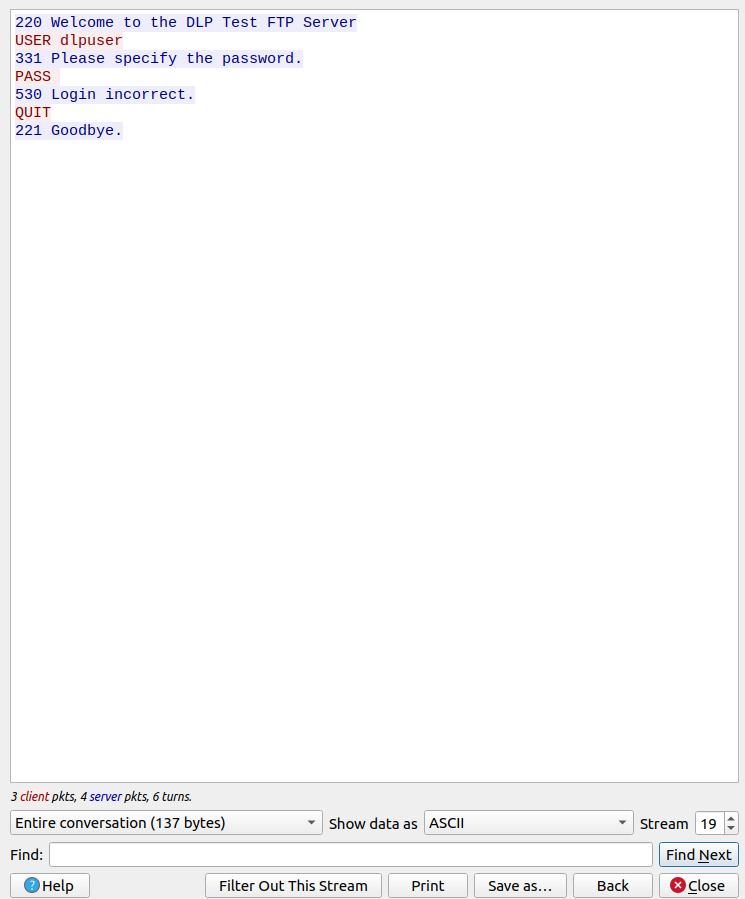 220 Welcome to the DLP Test FTP Server
USER dlpuser
331 Please specify the password.
PASS
530 Login incorrect.
QUIT
221 Goodbye.
3 client pkts, 4 server pkts, 6 turns.
Entire conversation (137 bytes) Show data as ASCII Stream 19
Find: Find Next
Help Filter Out This Stream Print Save as… Back Close